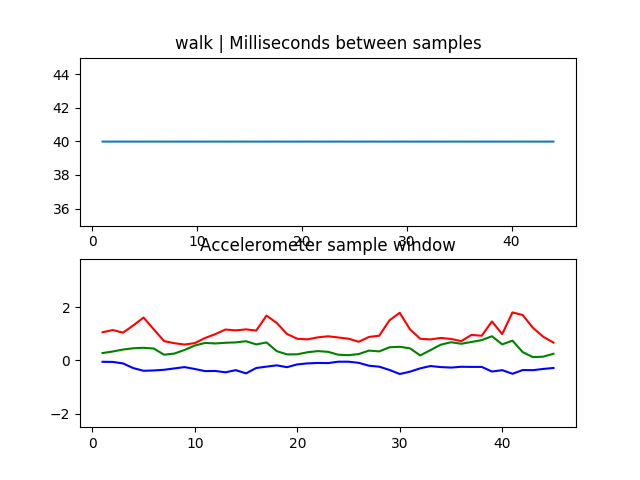 walk | Milliseconds between samples
44
42
40
38
36
0 10 20 30 40
Accelerometer sample window
2
0
−2
0 10 20 30 40